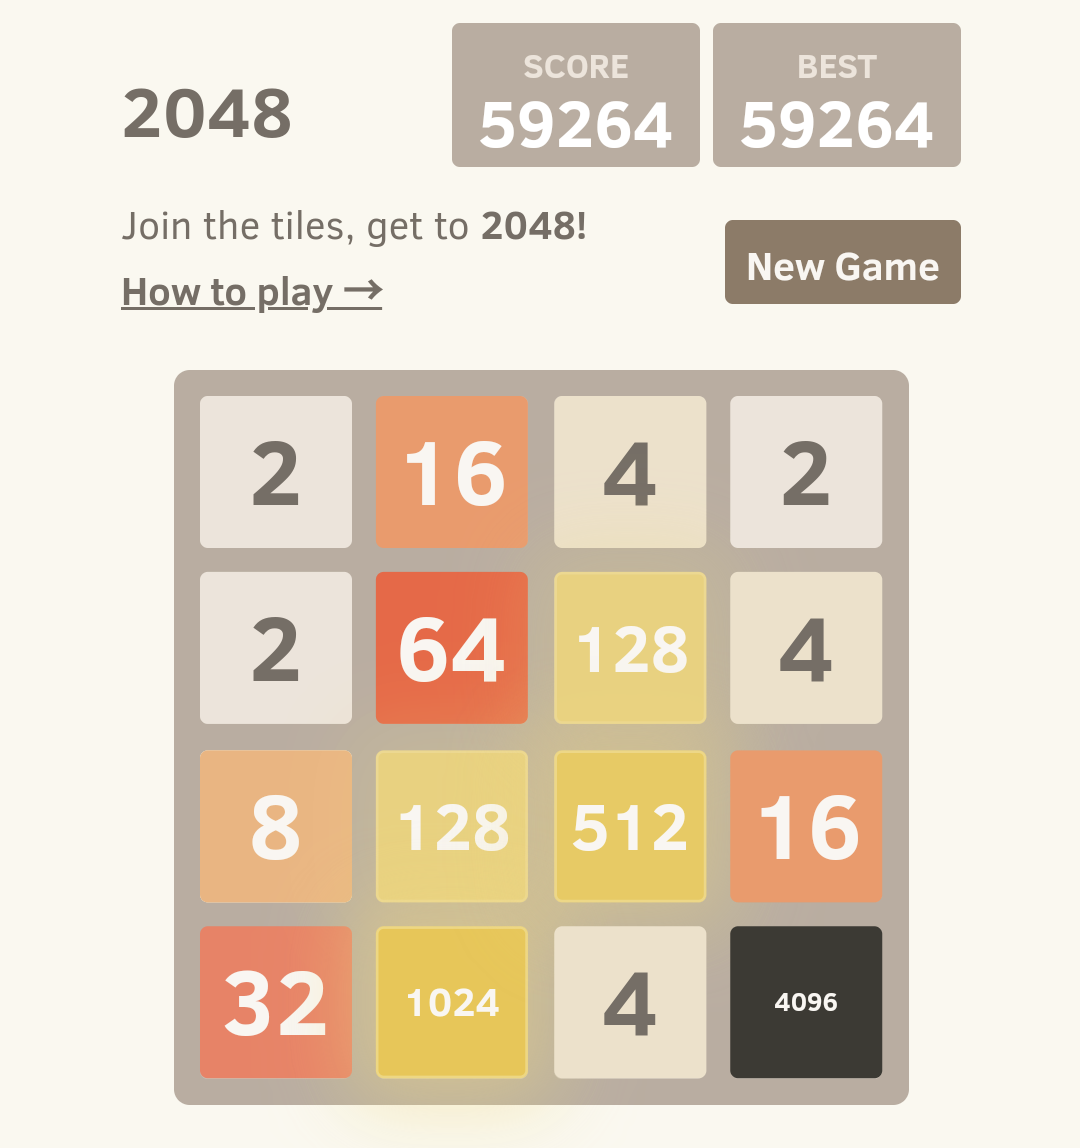 2048
SCORE
59264
BEST
59264
Join the tiles, get to 2048!
How to play →
New Game
2 16 4 2
2 64 128 4
8 128 512 16
32 1024 4 4096